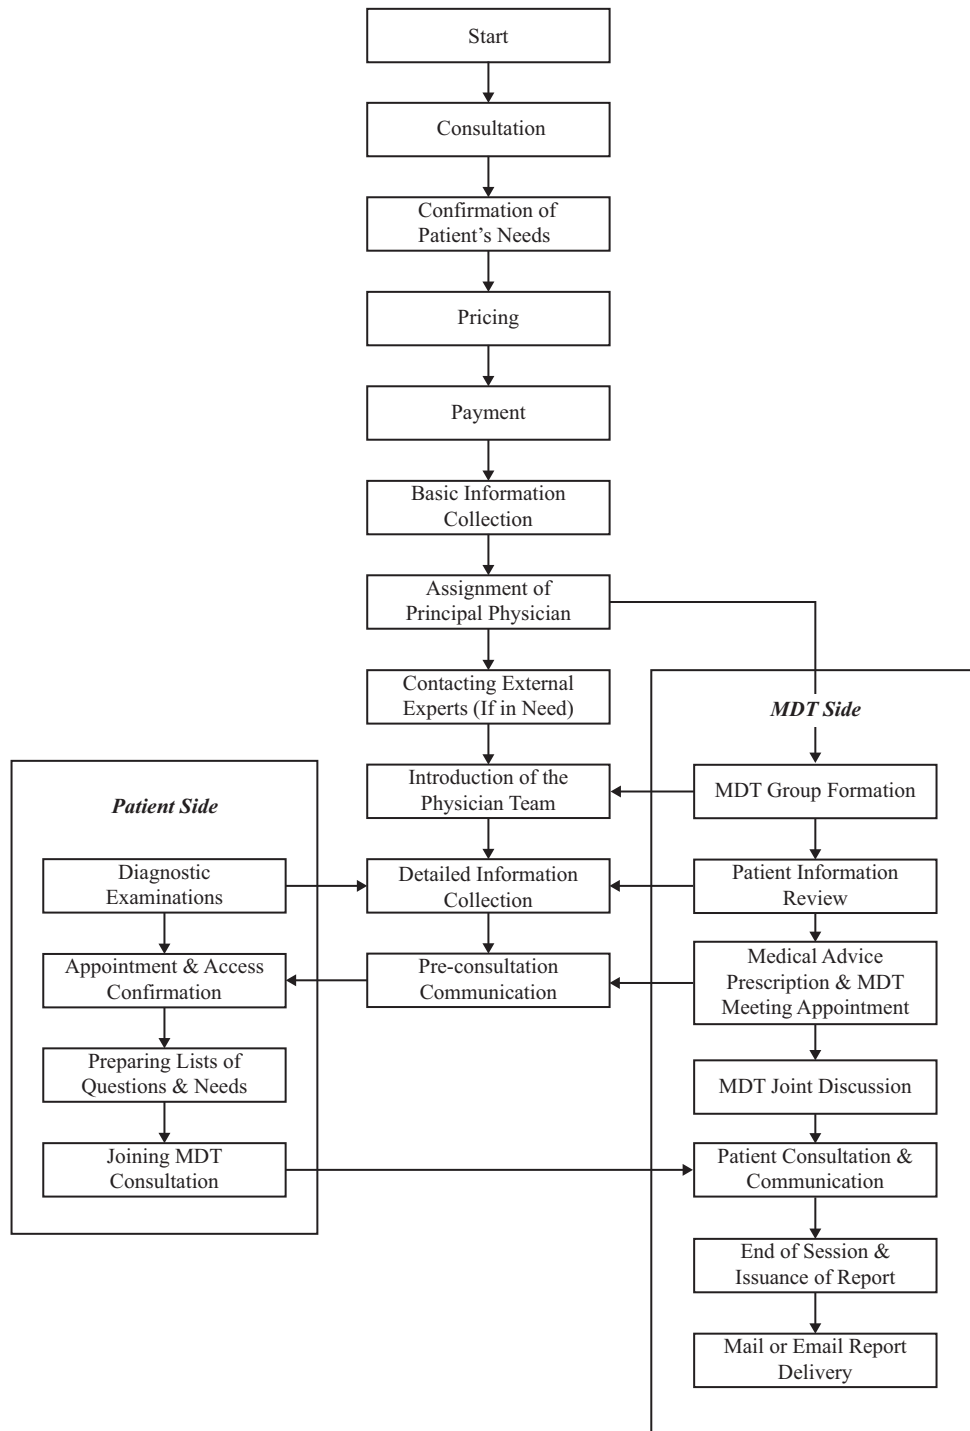 Start
Consultation
Confirmation of
Patient’s Needs
Pricing
Payment
Basic Information
Collection
Assignment of
Principal Physician
Contacting External
Experts (If in Need)
Introduction of the
Physician Team
Detailed Information
Collection
Pre-consultation
Communication
Patient Side
Diagnostic
Examinations
Appointment & Access
Confirmation
Preparing Lists of
Questions & Needs
Joining MDT
Consultation
MDT Side
MDT Group Formation
Patient Information
Review
Medical Advice
Prescription & MDT
Meeting Appointment
MDT Joint Discussion
Patient Consultation &
Communication
End of Session &
Issuance of Report
Mail or Email Report
Delivery